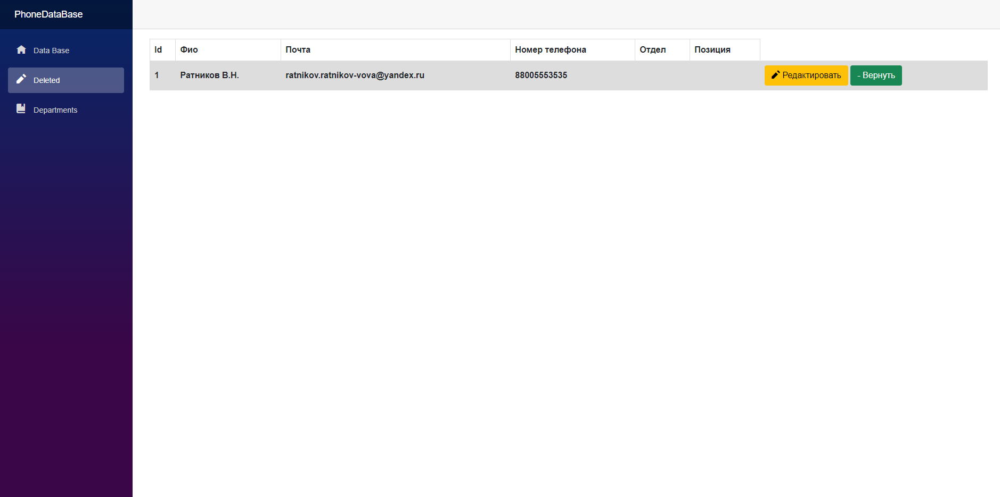 PhoneDataBase
Data Base
Deleted
Departments
Id Фио Почта Номер телефона Отдел Позиция
1 Ратников В.Н. ratnikov.ratnikov-vova@yandex.ru 88005553535 Редактировать - Вернуть